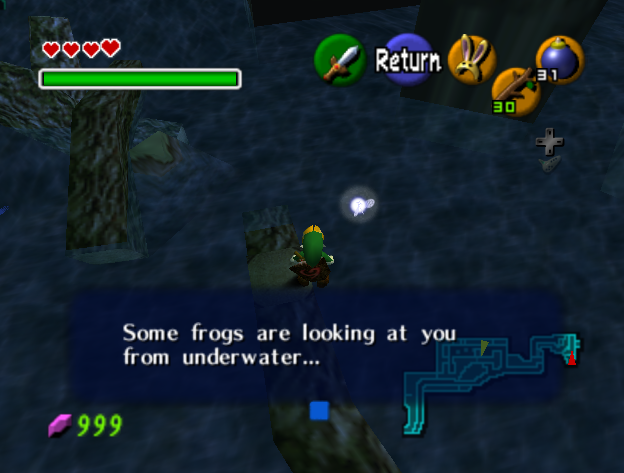 Return
31
30
Some frogs are looking at you
from underwater...
999